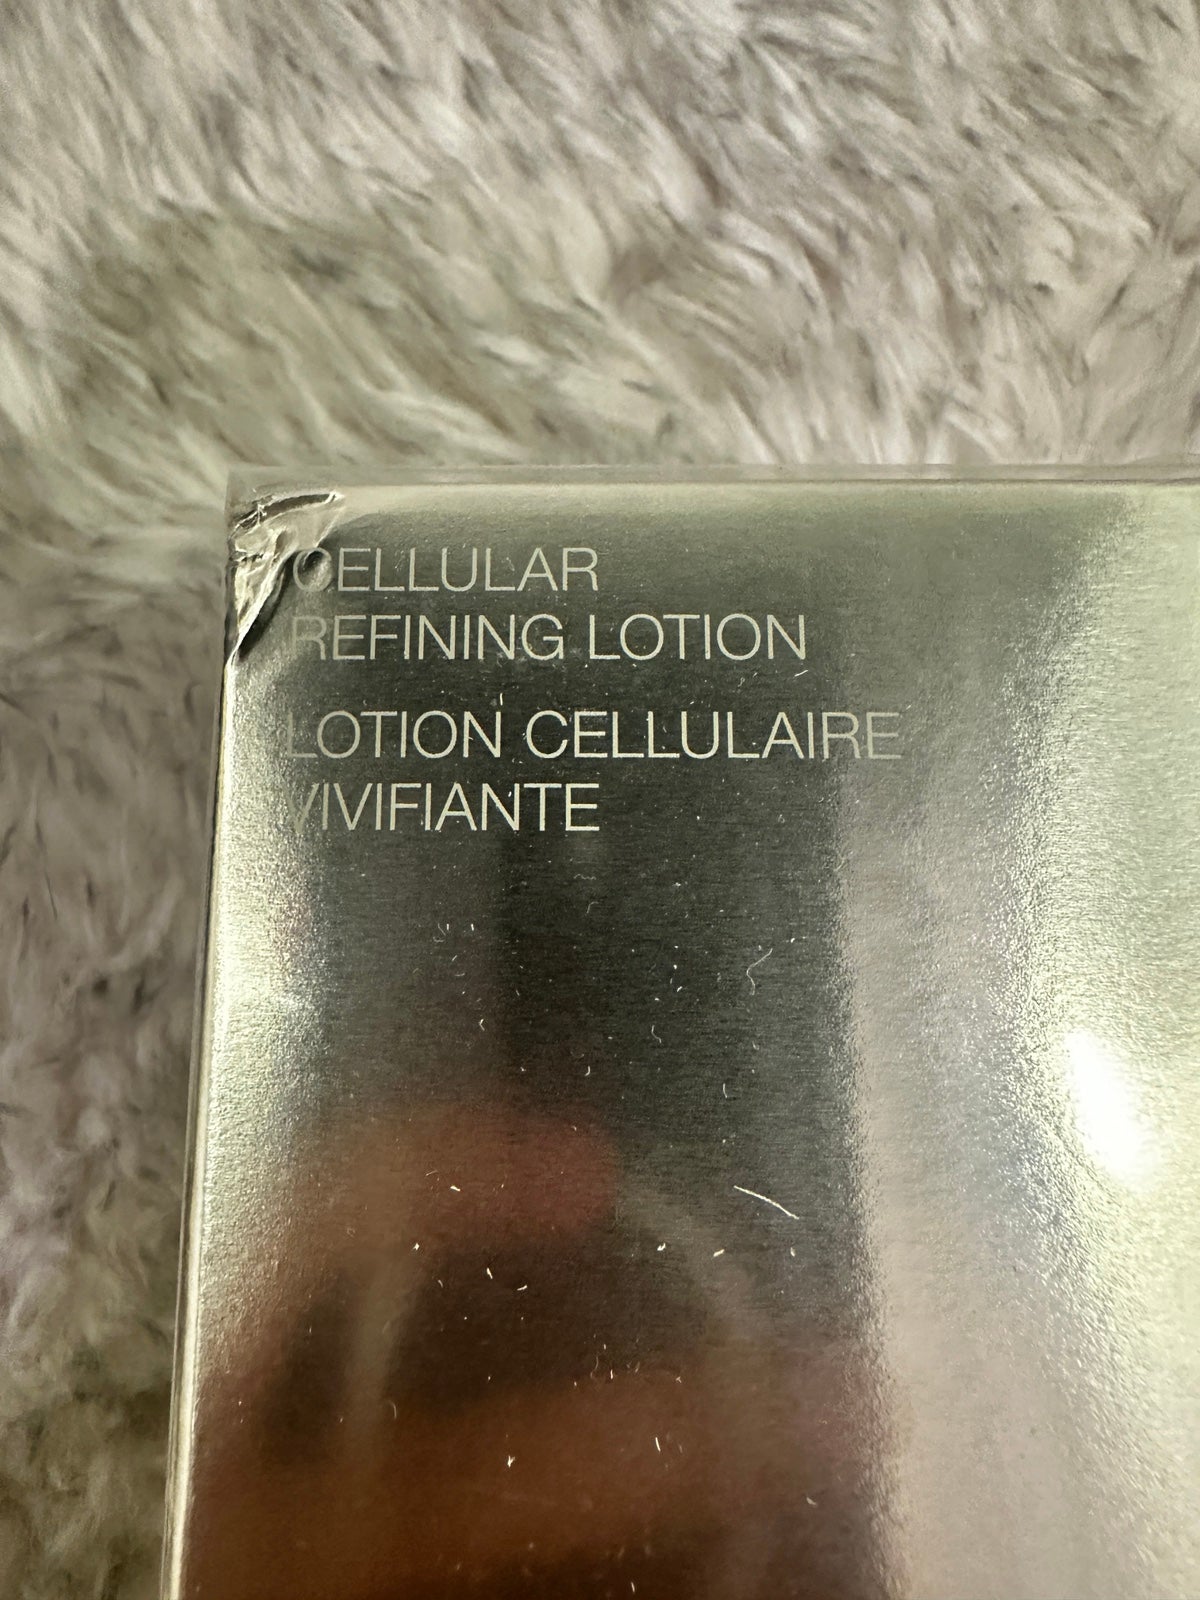 CELLULAR
REFINING LOTION
LOTION CELLULAIRE
VIVIFIANTE